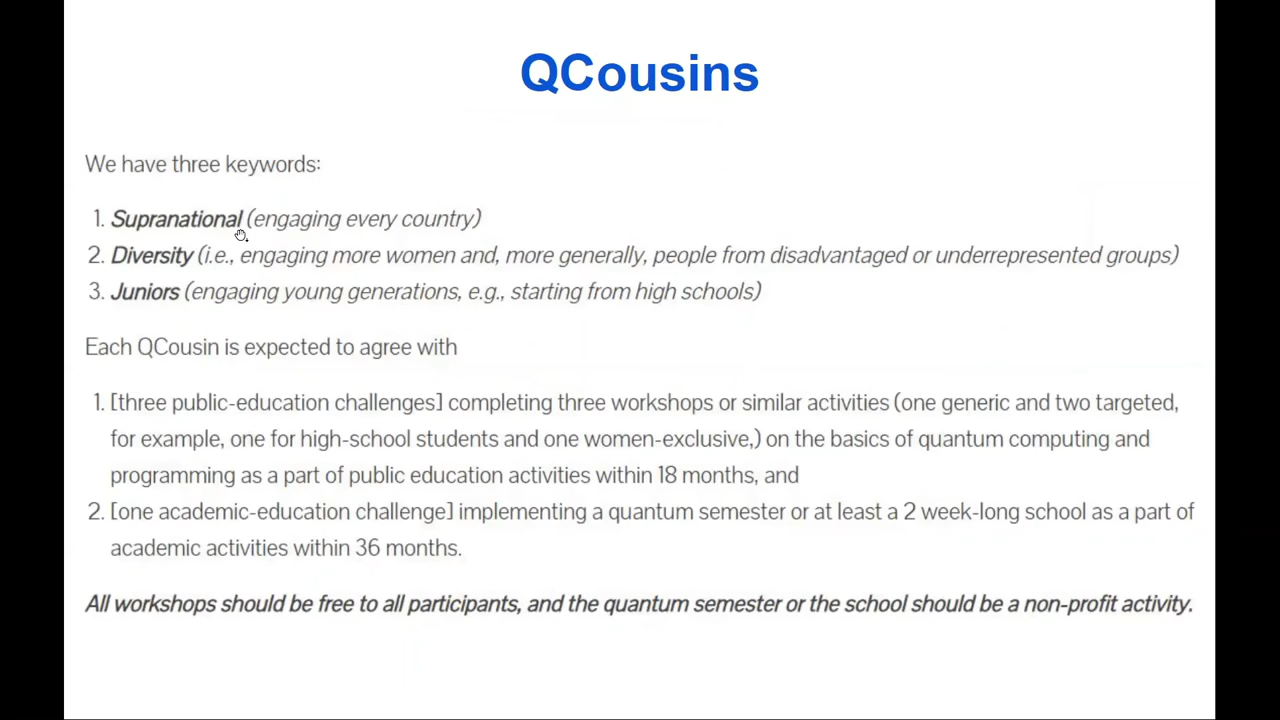 QCousins
We have three keywords:
1. Supranational (engaging every country)
2. Diversity (i.e., engaging more women and, more generally, people from disadvantaged or underrepresented groups)
3. Juniors (engaging young generations, e.g., starting from high schools)
Each QCousin is expected to agree with
1. [three public-education challenges] completing three workshops or similar activities (one generic and two targeted,
for example, one for high-school students and one women-exclusive,) on the basics of quantum computing and
programming as a part of public education activities within 18 months, and
2. [one academic-education challenge] implementing a quantum semester or at least a 2 week-long school as a part of
academic activities within 36 months.
All workshops should be free to all participants, and the quantum semester or the school should be a non-profit activity.